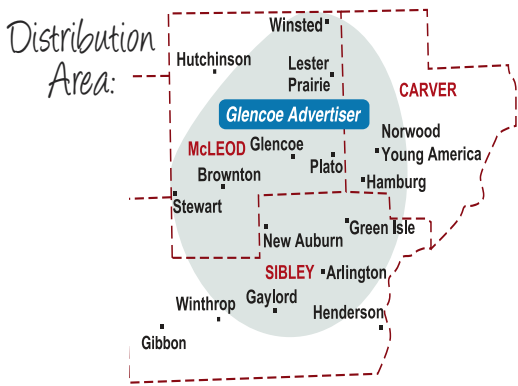 Distribution
Area:
Winsted
Hutchinson
Lester
Prairie
CARVER
Glencoe Advertiser
Norwood
Young America
McLEOD
Glencoe
Plato
Brownton
Hamburg
Stewart
Green Isle
New Auburn
SIBLEY
Arlington
Winthrop
Gaylord
Henderson
Gibbon